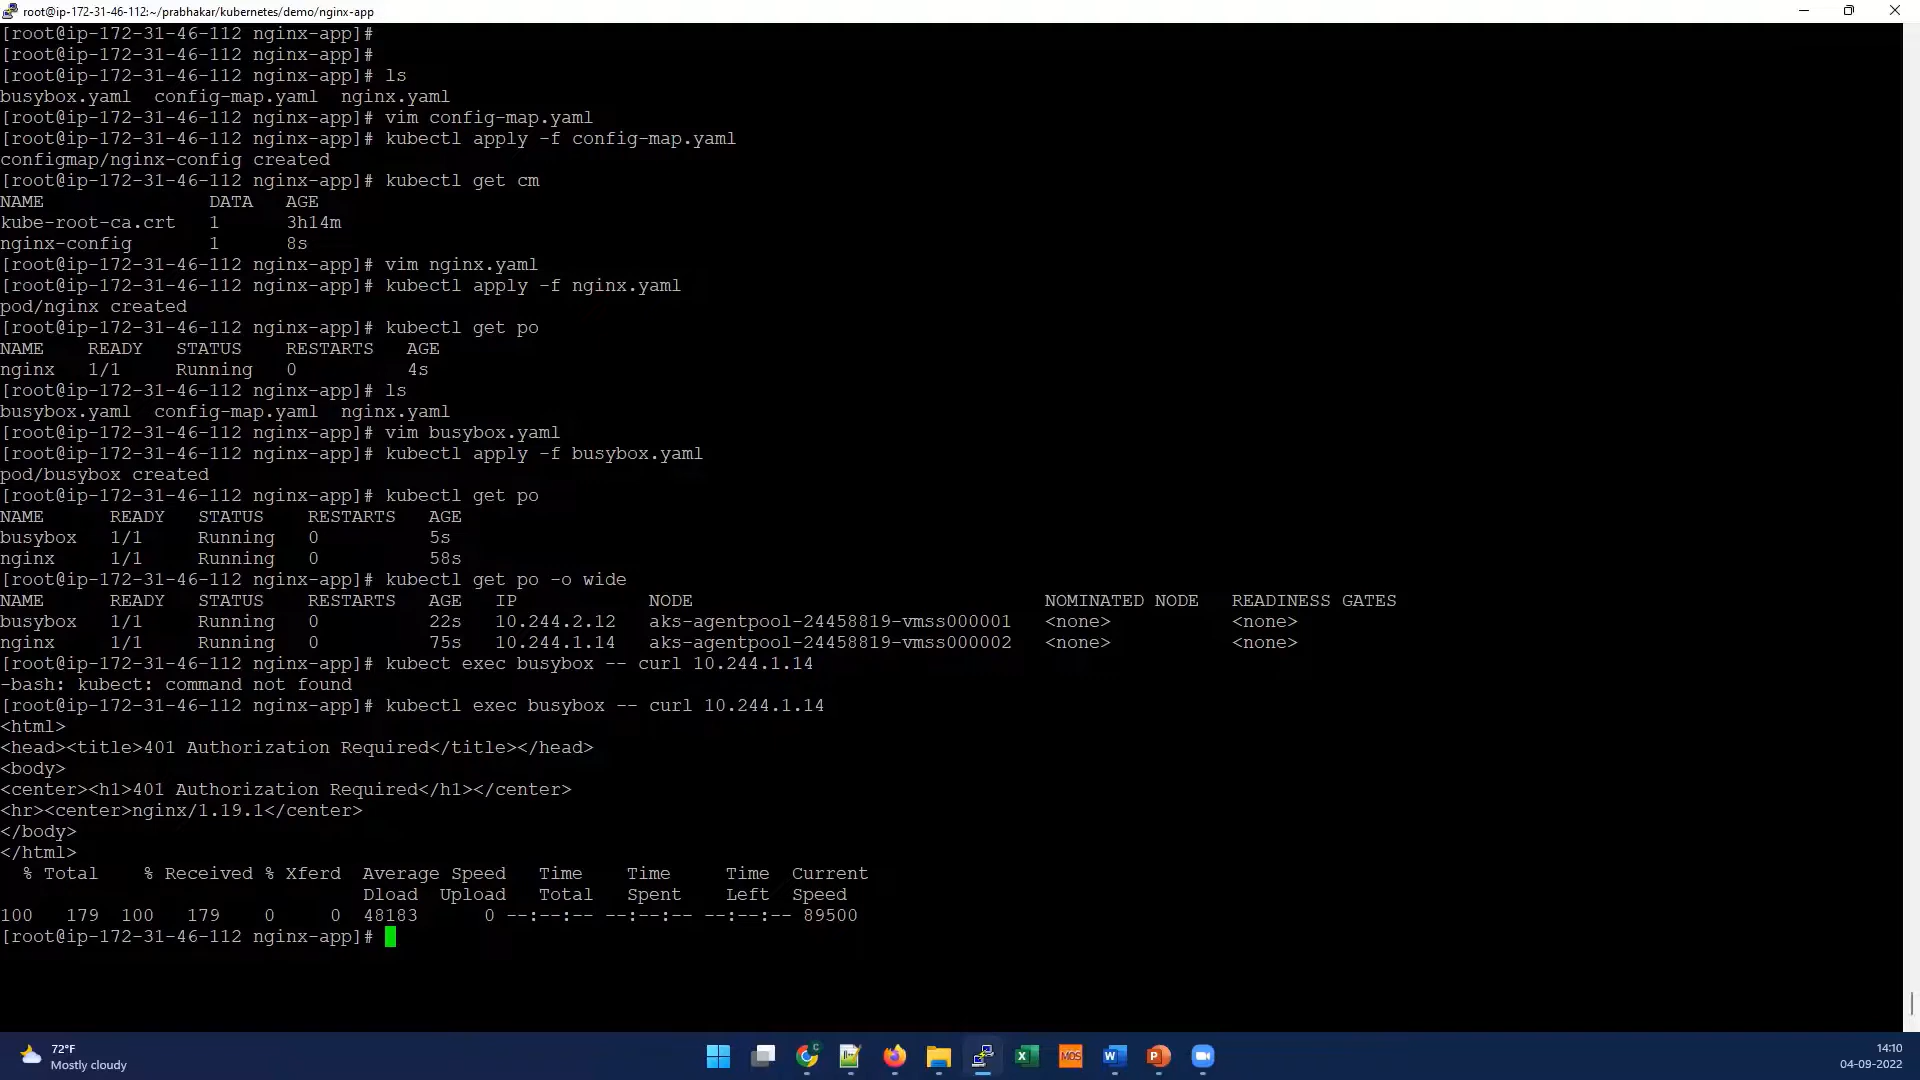 root@ip-172-31-46-112:~/prabhakar/kubernetes/demo/nginx-app
[root@ip-172-31-46-112 nginx-app]#
[root@ip-172-31-46-112 nginx-app]#
[root@ip-172-31-46-112 nginx-app]# ls
busybox.yaml  config-map.yaml  nginx.yaml
[root@ip-172-31-46-112 nginx-app]# vim config-map.yaml
[root@ip-172-31-46-112 nginx-app]# kubectl apply -f config-map.yaml
configmap/nginx-config created
[root@ip-172-31-46-112 nginx-app]# kubectl get cm
NAME               DATA   AGE
kube-root-ca.crt   1      3h14m
nginx-config       1      8s
[root@ip-172-31-46-112 nginx-app]# vim nginx.yaml
[root@ip-172-31-46-112 nginx-app]# kubectl apply -f nginx.yaml
pod/nginx created
[root@ip-172-31-46-112 nginx-app]# kubectl get po
NAME    READY   STATUS    RESTARTS   AGE
nginx   1/1     Running   0          4s
[root@ip-172-31-46-112 nginx-app]# ls
busybox.yaml  config-map.yaml  nginx.yaml
[root@ip-172-31-46-112 nginx-app]# vim busybox.yaml
[root@ip-172-31-46-112 nginx-app]# kubectl apply -f busybox.yaml
pod/busybox created
[root@ip-172-31-46-112 nginx-app]# kubectl get po
NAME      READY   STATUS    RESTARTS   AGE
busybox   1/1     Running   0          5s
nginx     1/1     Running   0          58s
[root@ip-172-31-46-112 nginx-app]# kubectl get po -o wide
NAME      READY   STATUS    RESTARTS   AGE   IP            NODE                                NOMINATED NODE   READINESS GATES
busybox   1/1     Running   0          22s   10.244.2.12   aks-agentpool-24458819-vmss000001   <none>           <none>
nginx     1/1     Running   0          75s   10.244.1.14   aks-agentpool-24458819-vmss000002   <none>           <none>
[root@ip-172-31-46-112 nginx-app]# kubect exec busybox -- curl 10.244.1.14
-bash: kubect: command not found
[root@ip-172-31-46-112 nginx-app]# kubectl exec busybox -- curl 10.244.1.14
<html>
<head><title>401 Authorization Required</title></head>
<body>
<center><h1>401 Authorization Required</h1></center>
<hr><center>nginx/1.19.1</center>
</body>
</html>
  % Total    % Received % Xferd  Average Speed   Time    Time     Time  Current
                                 Dload  Upload   Total   Spent    Left  Speed
100   179  100   179    0     0  48183      0 --:--:-- --:--:-- --:--:-- 89500
[root@ip-172-31-46-112 nginx-app]#
72°F
Mostly cloudy
MOS
14:10
04-09-2022